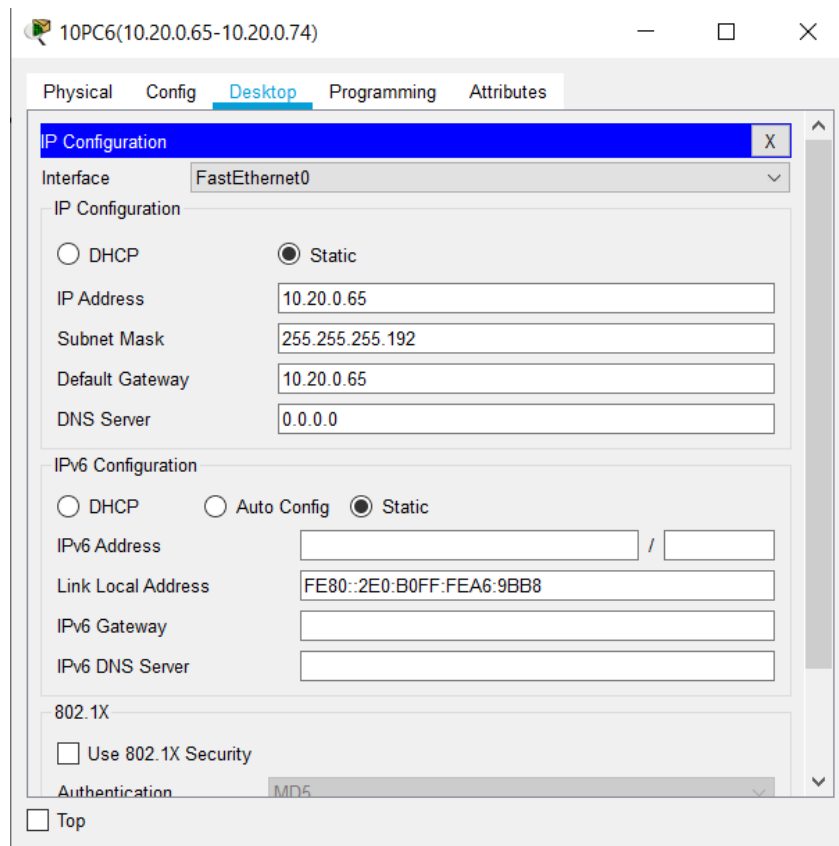 10PC6(10.20.0.65-10.20.0.74)
Physical Config Desktop Programming Attributes
IP Configuration X
Interface FastEthernet0
IP Configuration
DHCP Static
IP Address 10.20.0.65
Subnet Mask 255.255.255.192
Default Gateway 10.20.0.65
DNS Server 0.0.0.0
IPv6 Configuration
DHCP Auto Config Static
IPv6 Address /
Link Local Address FE80::2E0:B0FF:FEA6:9BB8
IPv6 Gateway
IPv6 DNS Server
802.1X
Use 802.1X Security
Authentication MD5
Top